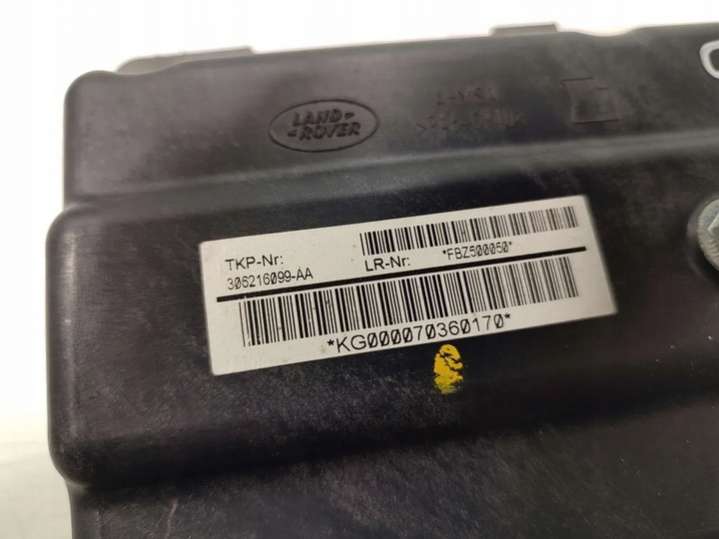 LAND-
-ROVER
TKP-Nr:
306216099-AA
LR-Nr:
*FBZ500050*
*KG000070360170*